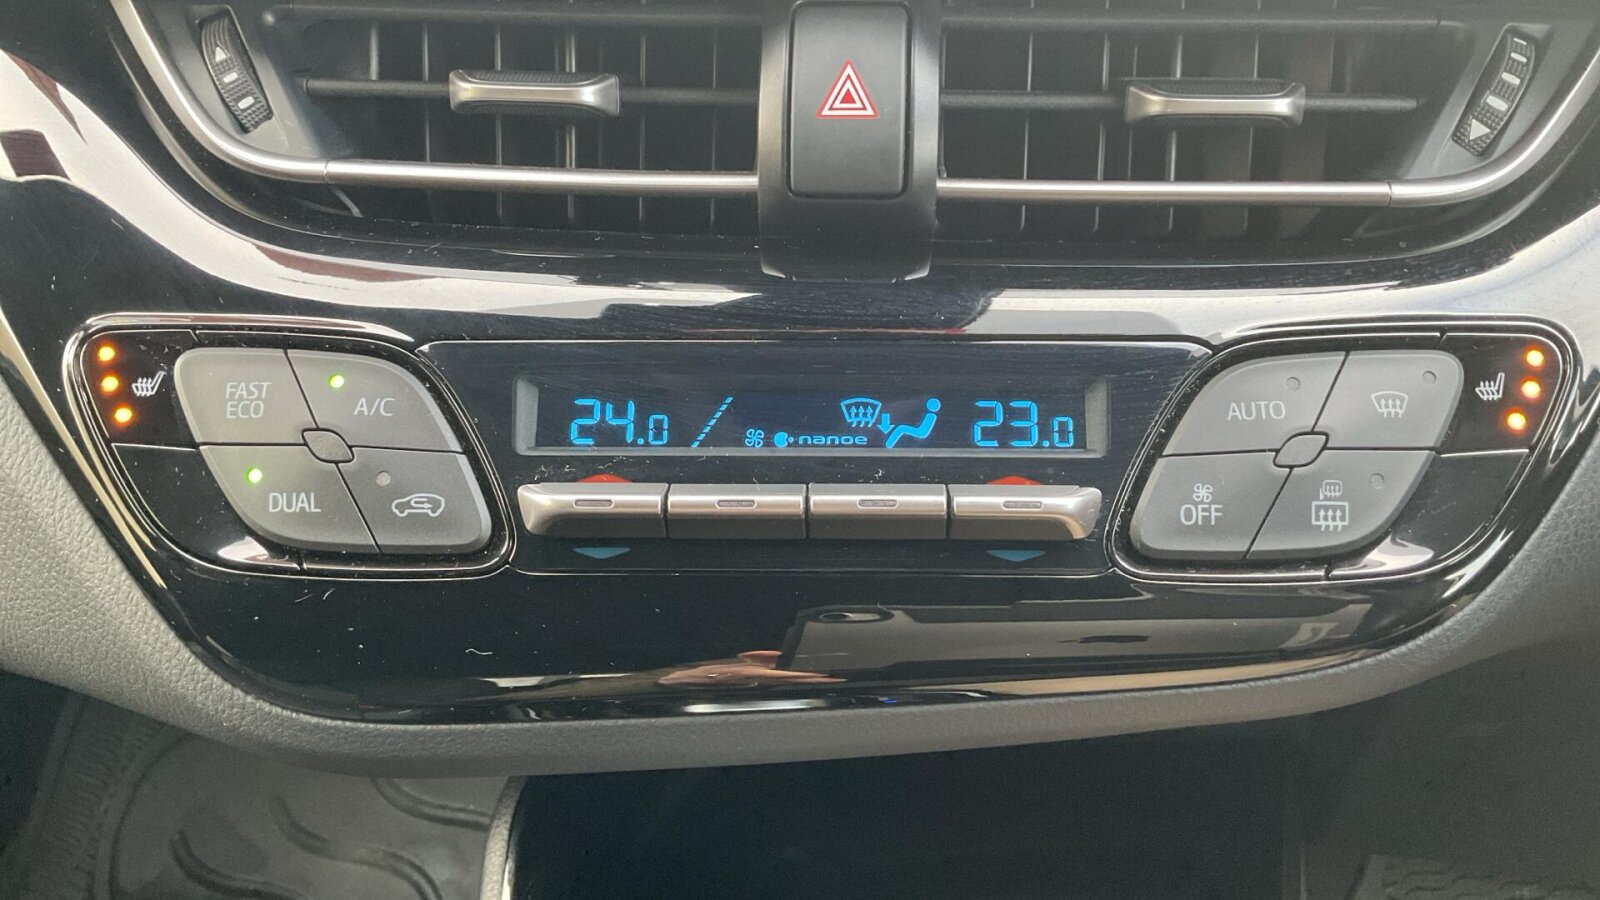 FAST
ECO
A/C
DUAL
24.0
nanoe
23.0
AUTO
OFF